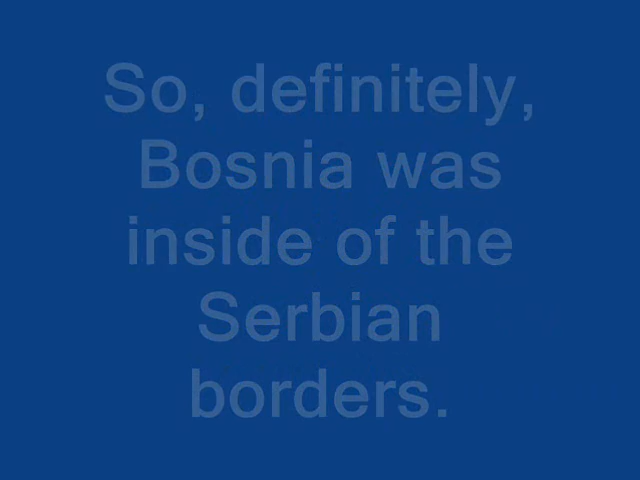 So, definitely,
Bosnia was
inside of the
Serbian
borders.